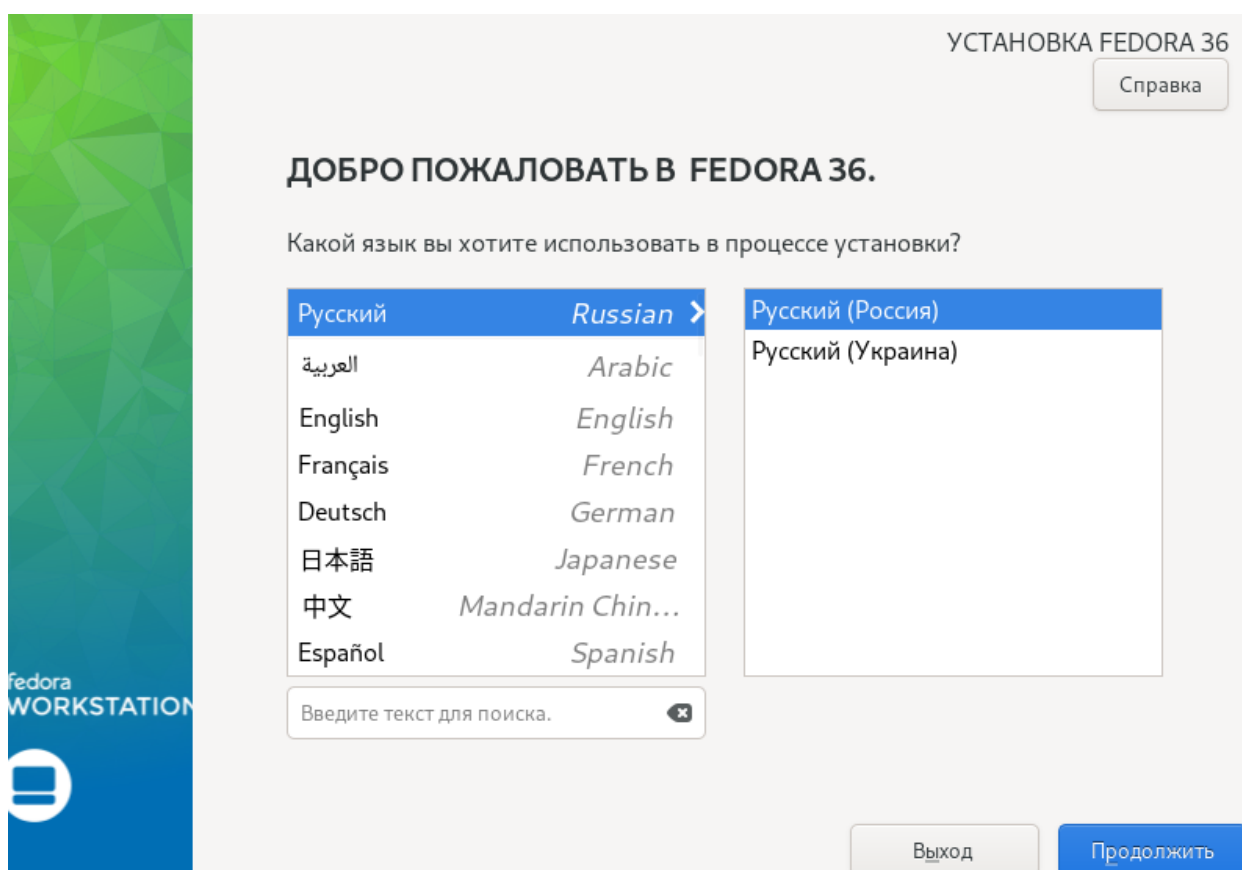 УСТАНОВКА FEDORA 36
Справка
ДОБРО ПОЖАЛОВАТЬ В FEDORA 36.
Какой язык вы хотите использовать в процессе установки?
Русский Russian
العربية Arabic
English English
Français French
Deutsch German
日本語 Japanese
中文 Mandarin Chin...
Español Spanish
Русский (Россия)
Русский (Украина)
Введите текст для поиска.
fedora
WORKSTATION
Выход
Продолжить